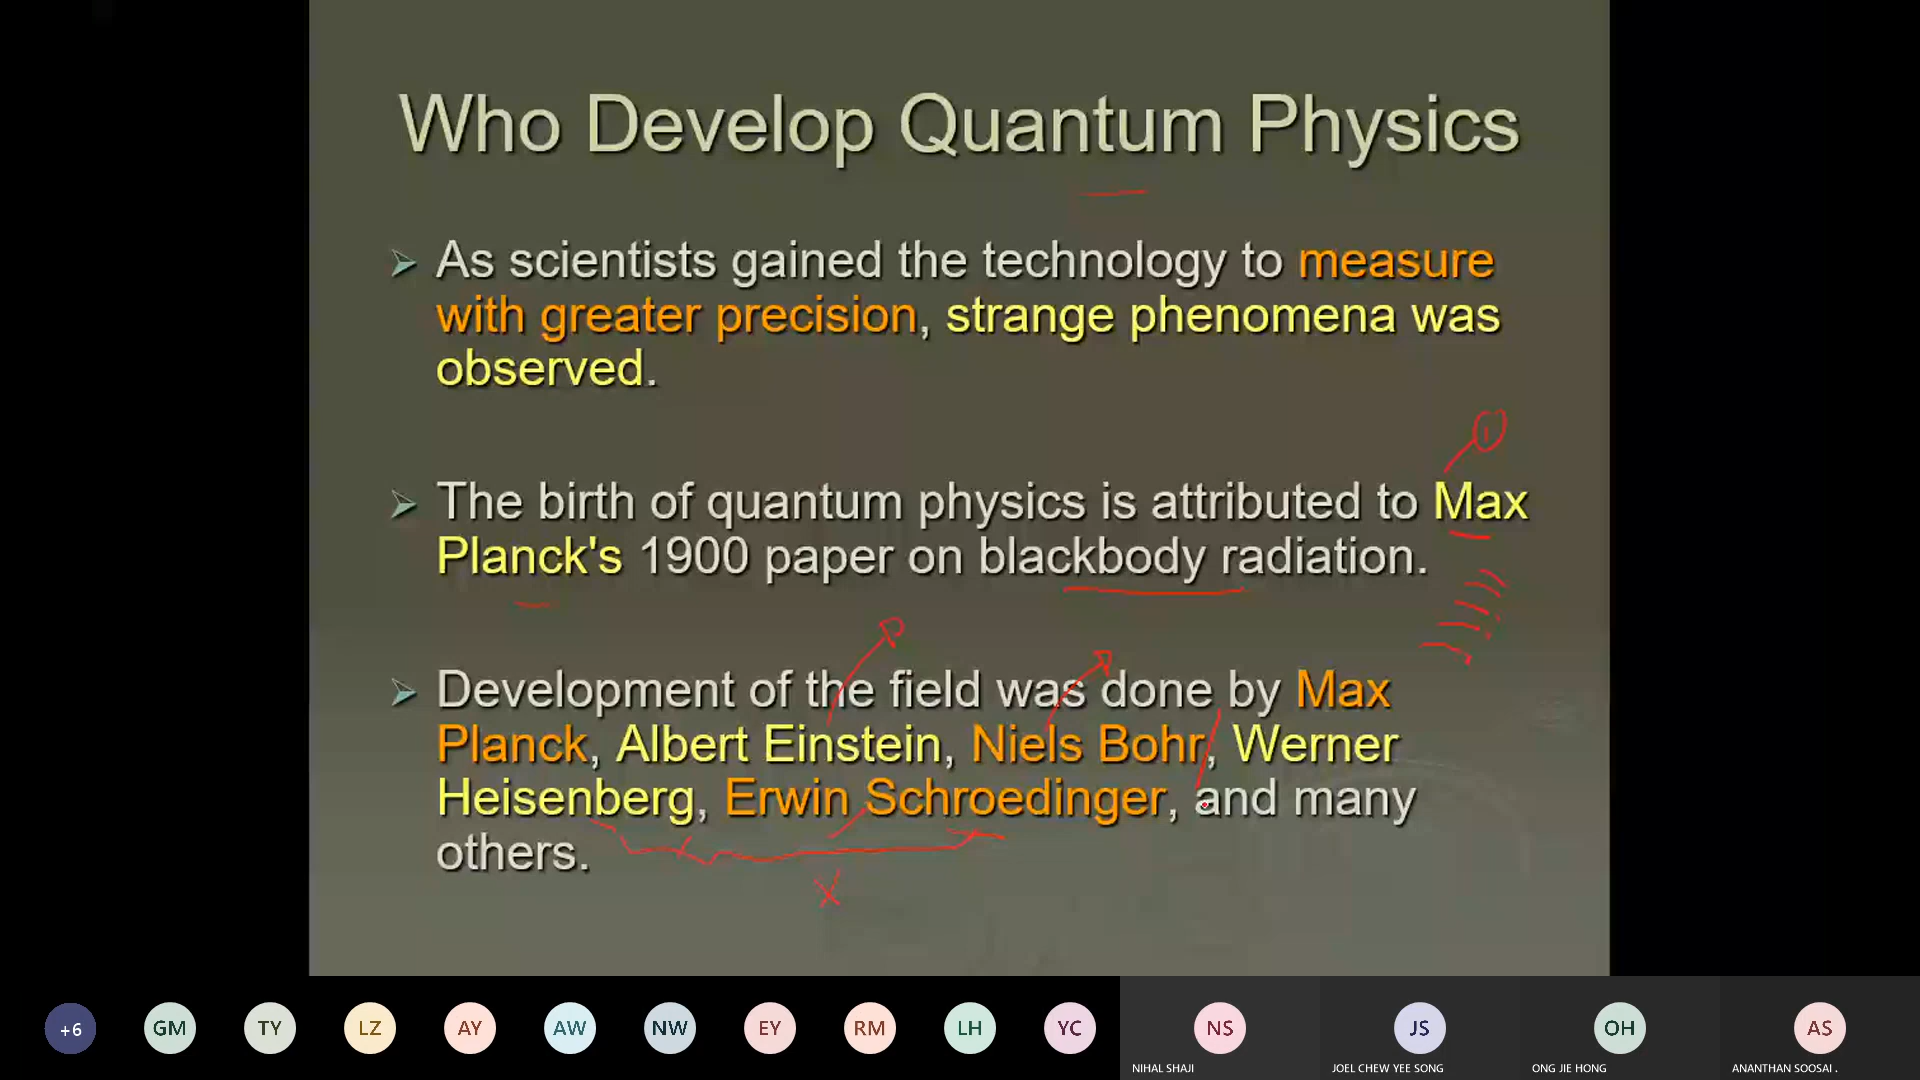 Who Develop Quantum Physics
As scientists gained the technology to measure
with greater precision, strange phenomena was
observed.
1
The birth of quantum physics is attributed to Max
Planck's 1900 paper on blackbody radiation.
Development of the field was done by Max
Planck, Albert Einstein, Niels Bohr, Werner
Heisenberg, Erwin Schroedinger, and many
others.
+6 GM TY LZ AY AW NW EY RM LH YC NS JS OH AS
NIHAL SHAJI JOEL CHEW YEE SONG ONG JIE HONG ANANTHAN SOOSAI .